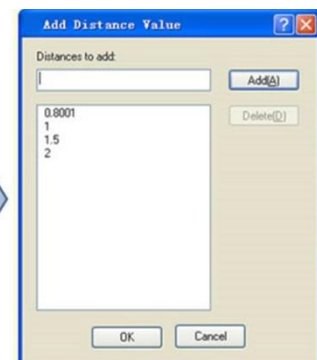 Add Distance Value
Distances to add:
Add(A)
0.8001
1
1.5
2
Delete(D)
OK
Cancel